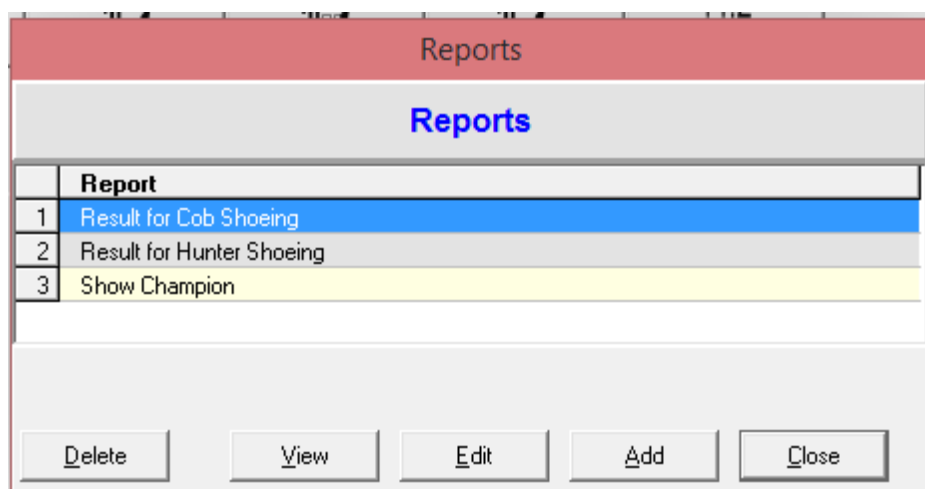 Reports
Reports
Report
1 Result for Cob Shoeing
2 Result for Hunter Shoeing
3 Show Champion
Delete View Edit Add Close